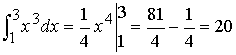 ∫₁³ x³dx = 1/4 x⁴ |₁³ = 81/4 − 1/4 = 20